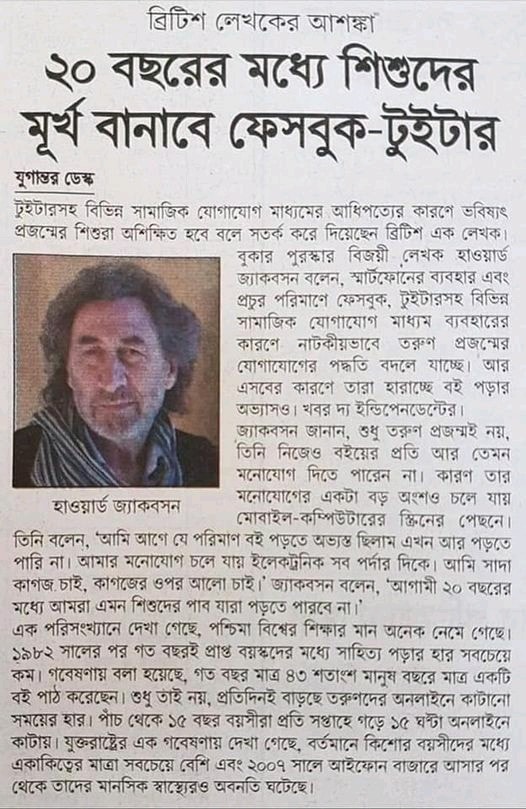 ব্রিটিশ লেখকের আশঙ্কা
২০ বছরের মধ্যে শিশুদের
মূর্খ বানাবে ফেসবুক-টুইটার
যুগান্তর ডেস্ক
টুইটারসহ বিভিন্ন সামাজিক যোগাযোগ মাধ্যমের আধিপত্যের কারণে ভবিষ্যৎ
প্রজন্মের শিশুরা অশিক্ষিত হবে বলে সতর্ক করে দিয়েছেন ব্রিটিশ এক লেখক।
বুকার পুরস্কার বিজয়ী লেখক হাওয়ার্ড
জ্যাকবসন বলেন, স্মার্টফোনের ব্যবহার এবং
প্রচুর পরিমাণে ফেসবুক, টুইটারসহ বিভিন্ন
সামাজিক যোগাযোগ মাধ্যম ব্যবহারের
কারণে নাটকীয়ভাবে তরুণ প্রজন্মের
যোগাযোগের পদ্ধতি বদলে যাচ্ছে। আর
এসবের কারণে তারা হারাচ্ছে বই পড়ার
অভ্যাসও। খবর দ্য ইন্ডিপেনডেন্টের।
জ্যাকবসন জানান, শুধু তরুণ প্রজন্মই নয়,
তিনি নিজেও বইয়ের প্রতি আর তেমন
মনোযোগ দিতে পারেন না। কারণ তার
মনোযোগের একটা বড় অংশও চলে যায়
মোবাইল-কম্পিউটারের স্ক্রিনের পেছনে।
হাওয়ার্ড জ্যাকবসন
তিনি বলেন, ‘আমি আগে যে পরিমাণ বই পড়তে অভ্যস্ত ছিলাম এখন আর পড়তে
পারি না। আমার মনোযোগ চলে যায় ইলেকট্রনিক সব পর্দার দিকে। আমি সাদা
কাগজ চাই, কাগজের ওপর আলো চাই।’ জ্যাকবসন বলেন, ‘আগামী ২০ বছরের
মধ্যে আমরা এমন শিশুদের পাব যারা পড়তে পারবে না।’
এক পরিসংখ্যানে দেখা গেছে, পশ্চিমা বিশ্বের শিক্ষার মান অনেক নেমে গেছে।
১৯৮২ সালের পর গত বছরই প্রাপ্ত বয়স্কদের মধ্যে সাহিত্য পড়ার হার সবচেয়ে
কম। গবেষণায় বলা হয়েছে, গত বছর মাত্র ৪৩ শতাংশ মানুষ বছরে মাত্র একটি
বই পাঠ করেছেন। শুধু তাই নয়, প্রতিদিনই বাড়ছে তরুণদের অনলাইনে কাটানো
সময়ের হার। পাঁচ থেকে ১৫ বছর বয়সীরা প্রতি সপ্তাহে গড়ে ১৫ ঘন্টা অনলাইনে
কাটায়। যুক্তরাষ্ট্রের এক গবেষণায় দেখা গেছে, বর্তমানে কিশোর বয়সীদের মধ্যে
একাকিত্বের মাত্রা সবচেয়ে বেশি এবং ২০০৭ সালে আইফোন বাজারে আসার পর
থেকে তাদের মানসিক স্বাস্থ্যেরও অবনতি ঘটেছে।